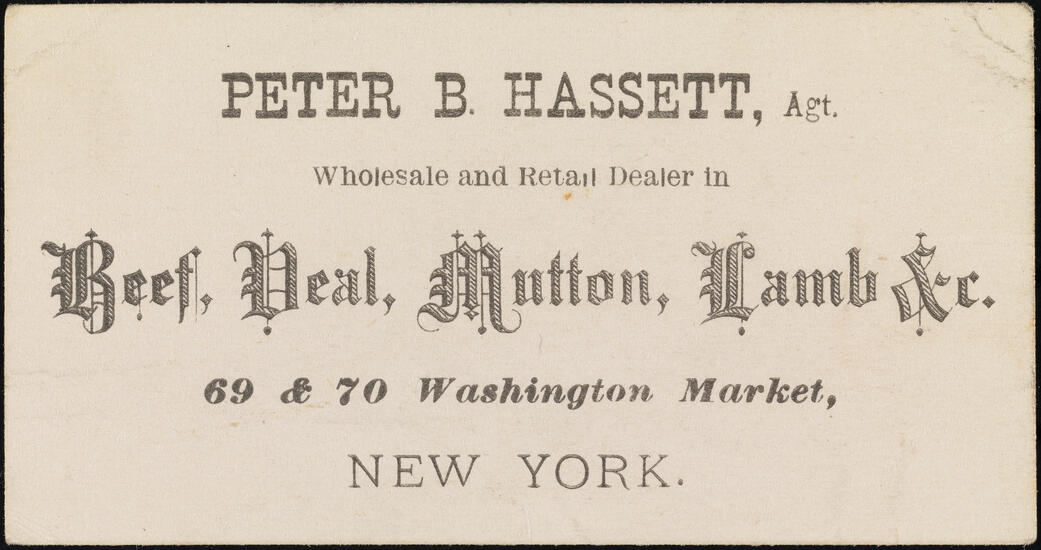 PETER B. HASSETT, Agt.
Wholesale and Retail Dealer in
Beef, Veal, Mutton, Lamb &c.
69 & 70 Washington Market,
NEW YORK.